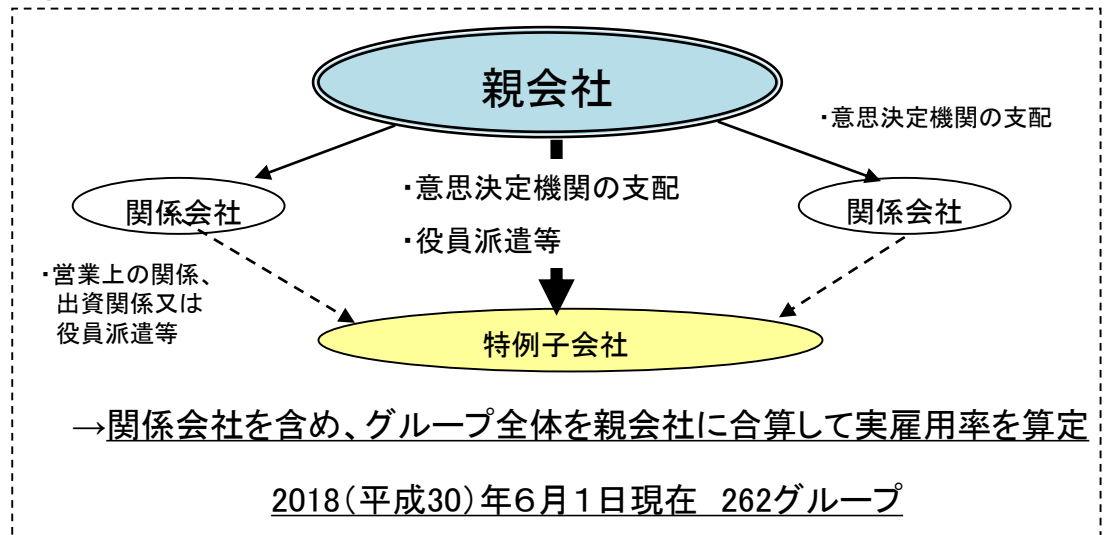 親会社
・意思決定機関の支配
関係会社
・意思決定機関の支配
・役員派遣等
関係会社
・営業上の関係、
出資関係又は
役員派遣等
特例子会社
→関係会社を含め、グループ全体を親会社に合算して実雇用率を算定
2018(平成30)年6月1日現在 262グループ